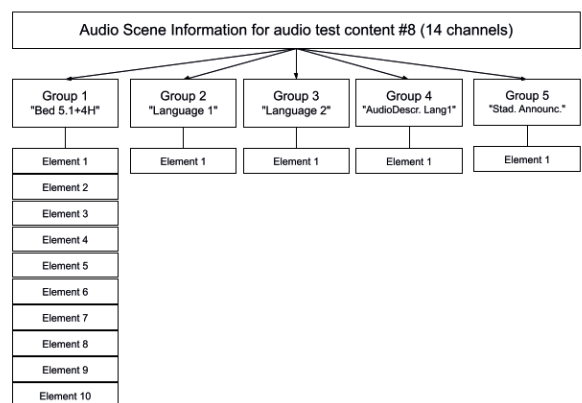 Audio Scene Information for audio test content #8 (14 channels)
Group 1
"Bed 5.1+4H"
Group 2
"Language 1"
Group 3
"Language 2"
Group 4
"AudioDescr. Lang1"
Group 5
"Stad. Announc."
Element 1
Element 1
Element 1
Element 1
Element 1
Element 2
Element 3
Element 4
Element 5
Element 6
Element 7
Element 8
Element 9
Element 10